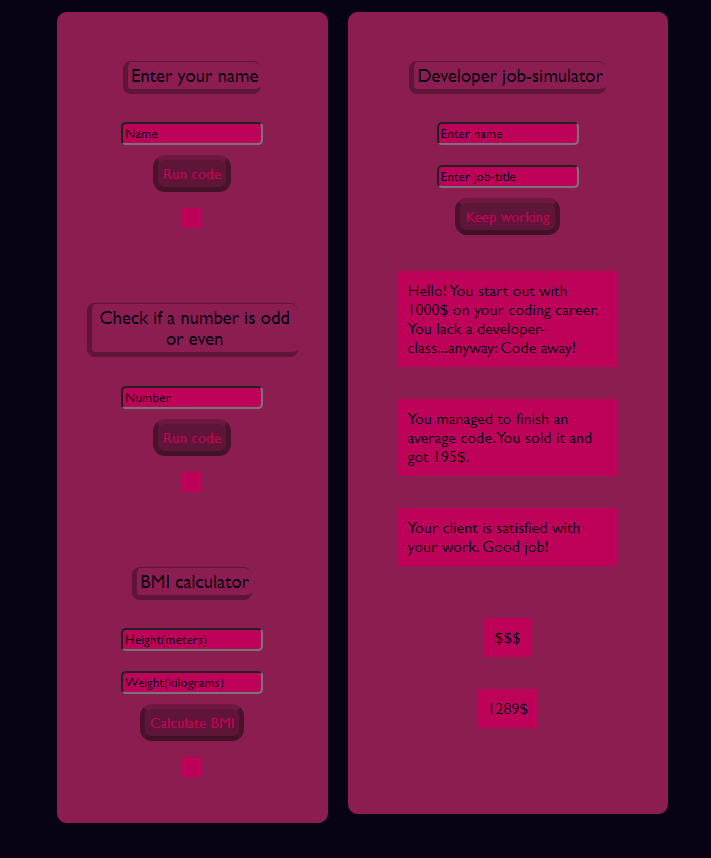 Enter your name
Name
Run code
Check if a number is odd
or even
Number
Run code
BMI calculator
Height(meters)
Weight(kilograms)
Calculate BMI
Developer job-simulator
Enter name
Enter job-title
Keep working
Hello! You start out with
1000$ on your coding career.
You lack a developer-
class...anyway: Code away!
You managed to finish an
average code. You sold it and
got 195$.
Your client is satisfied with
your work. Good job!
$$$
1289$